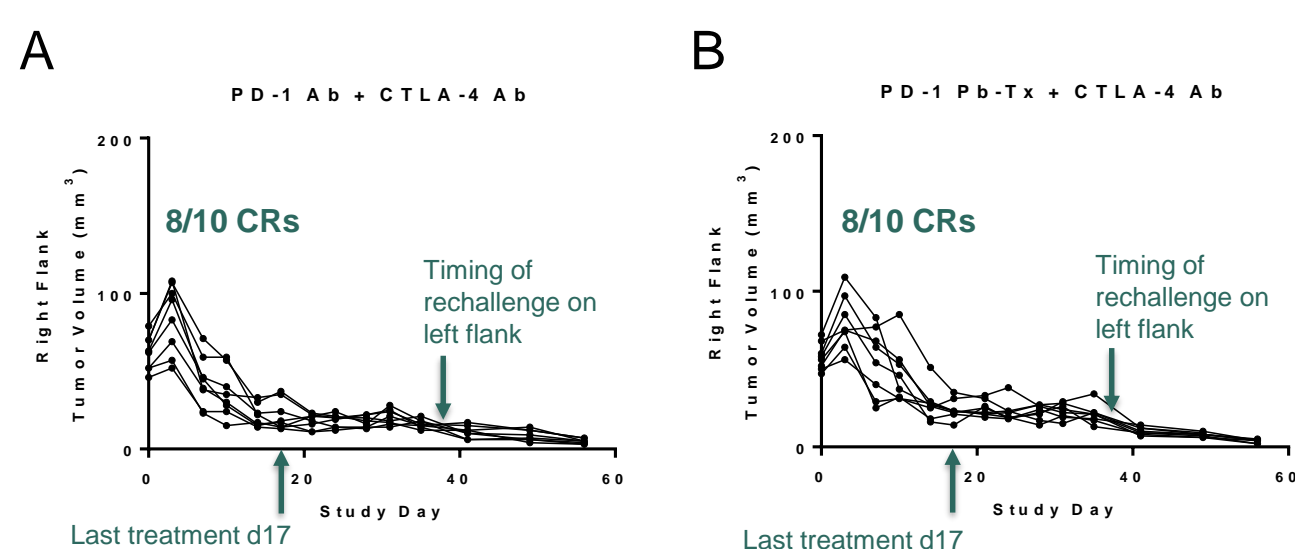 A
PD-1 Ab + CTLA-4 Ab
Right Flank
Tumor Volume (mm³)
200
100
0
8/10 CRs
Timing of
rechallenge on
left flank
0
20
40
60
Study Day
Last treatment d17
B
PD-1 Pb-Tx + CTLA-4 Ab
Right Flank
Tumor Volume (mm³)
200
100
0
8/10 CRs
Timing of
rechallenge on
left flank
0
20
40
60
Study Day
Last treatment d17